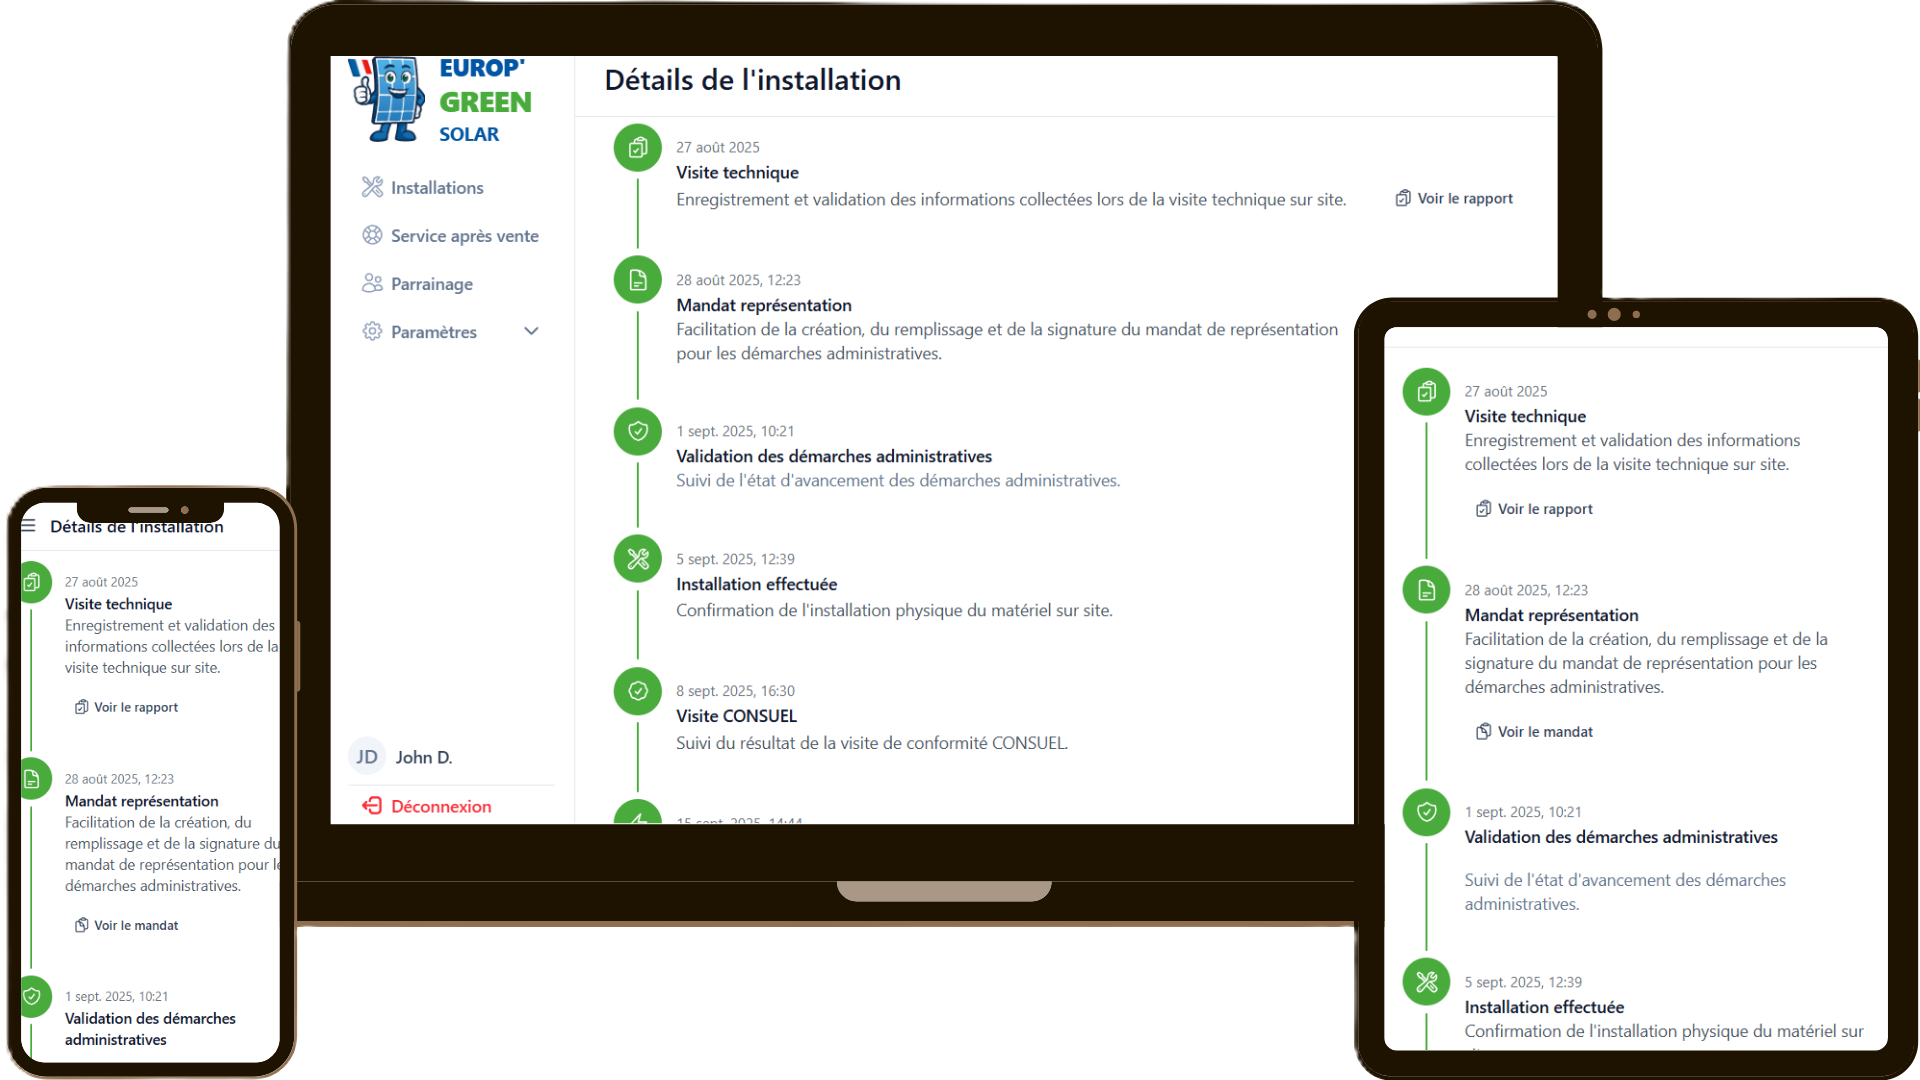 EUROP'
GREEN
SOLAR
Installations
Service après vente
Parrainage
Paramètres
JD
John D.
Déconnexion
Détails de l'installation
27 août 2025
Visite technique
Enregistrement et validation des informations collectées lors de la visite technique sur site.
Voir le rapport
28 août 2025, 12:23
Mandat représentation
Facilitation de la création, du remplissage et de la signature du mandat de représentation
pour les démarches administratives.
1 sept. 2025, 10:21
Validation des démarches administratives
Suivi de l'état d'avancement des démarches administratives.
5 sept. 2025, 12:39
Installation effectuée
Confirmation de l'installation physique du matériel sur site.
8 sept. 2025, 16:30
Visite CONSUEL
Suivi du résultat de la visite de conformité CONSUEL.
15 sept. 2025, 14:44
Détails de l'installation
27 août 2025
Visite technique
Enregistrement et validation des
informations collectées lors de la
visite technique sur site.
Voir le rapport
28 août 2025, 12:23
Mandat représentation
Facilitation de la création, du
remplissage et de la signature du
mandat de représentation pour le
démarches administratives.
Voir le mandat
1 sept. 2025, 10:21
Validation des démarches
administratives
27 août 2025
Visite technique
Enregistrement et validation des informations
collectées lors de la visite technique sur site.
Voir le rapport
28 août 2025, 12:23
Mandat représentation
Facilitation de la création, du remplissage et de la
signature du mandat de représentation pour les
démarches administratives.
Voir le mandat
1 sept. 2025, 10:21
Validation des démarches administratives
Suivi de l'état d'avancement des démarches
administratives.
5 sept. 2025, 12:39
Installation effectuée
Confirmation de l'installation physique du matériel sur